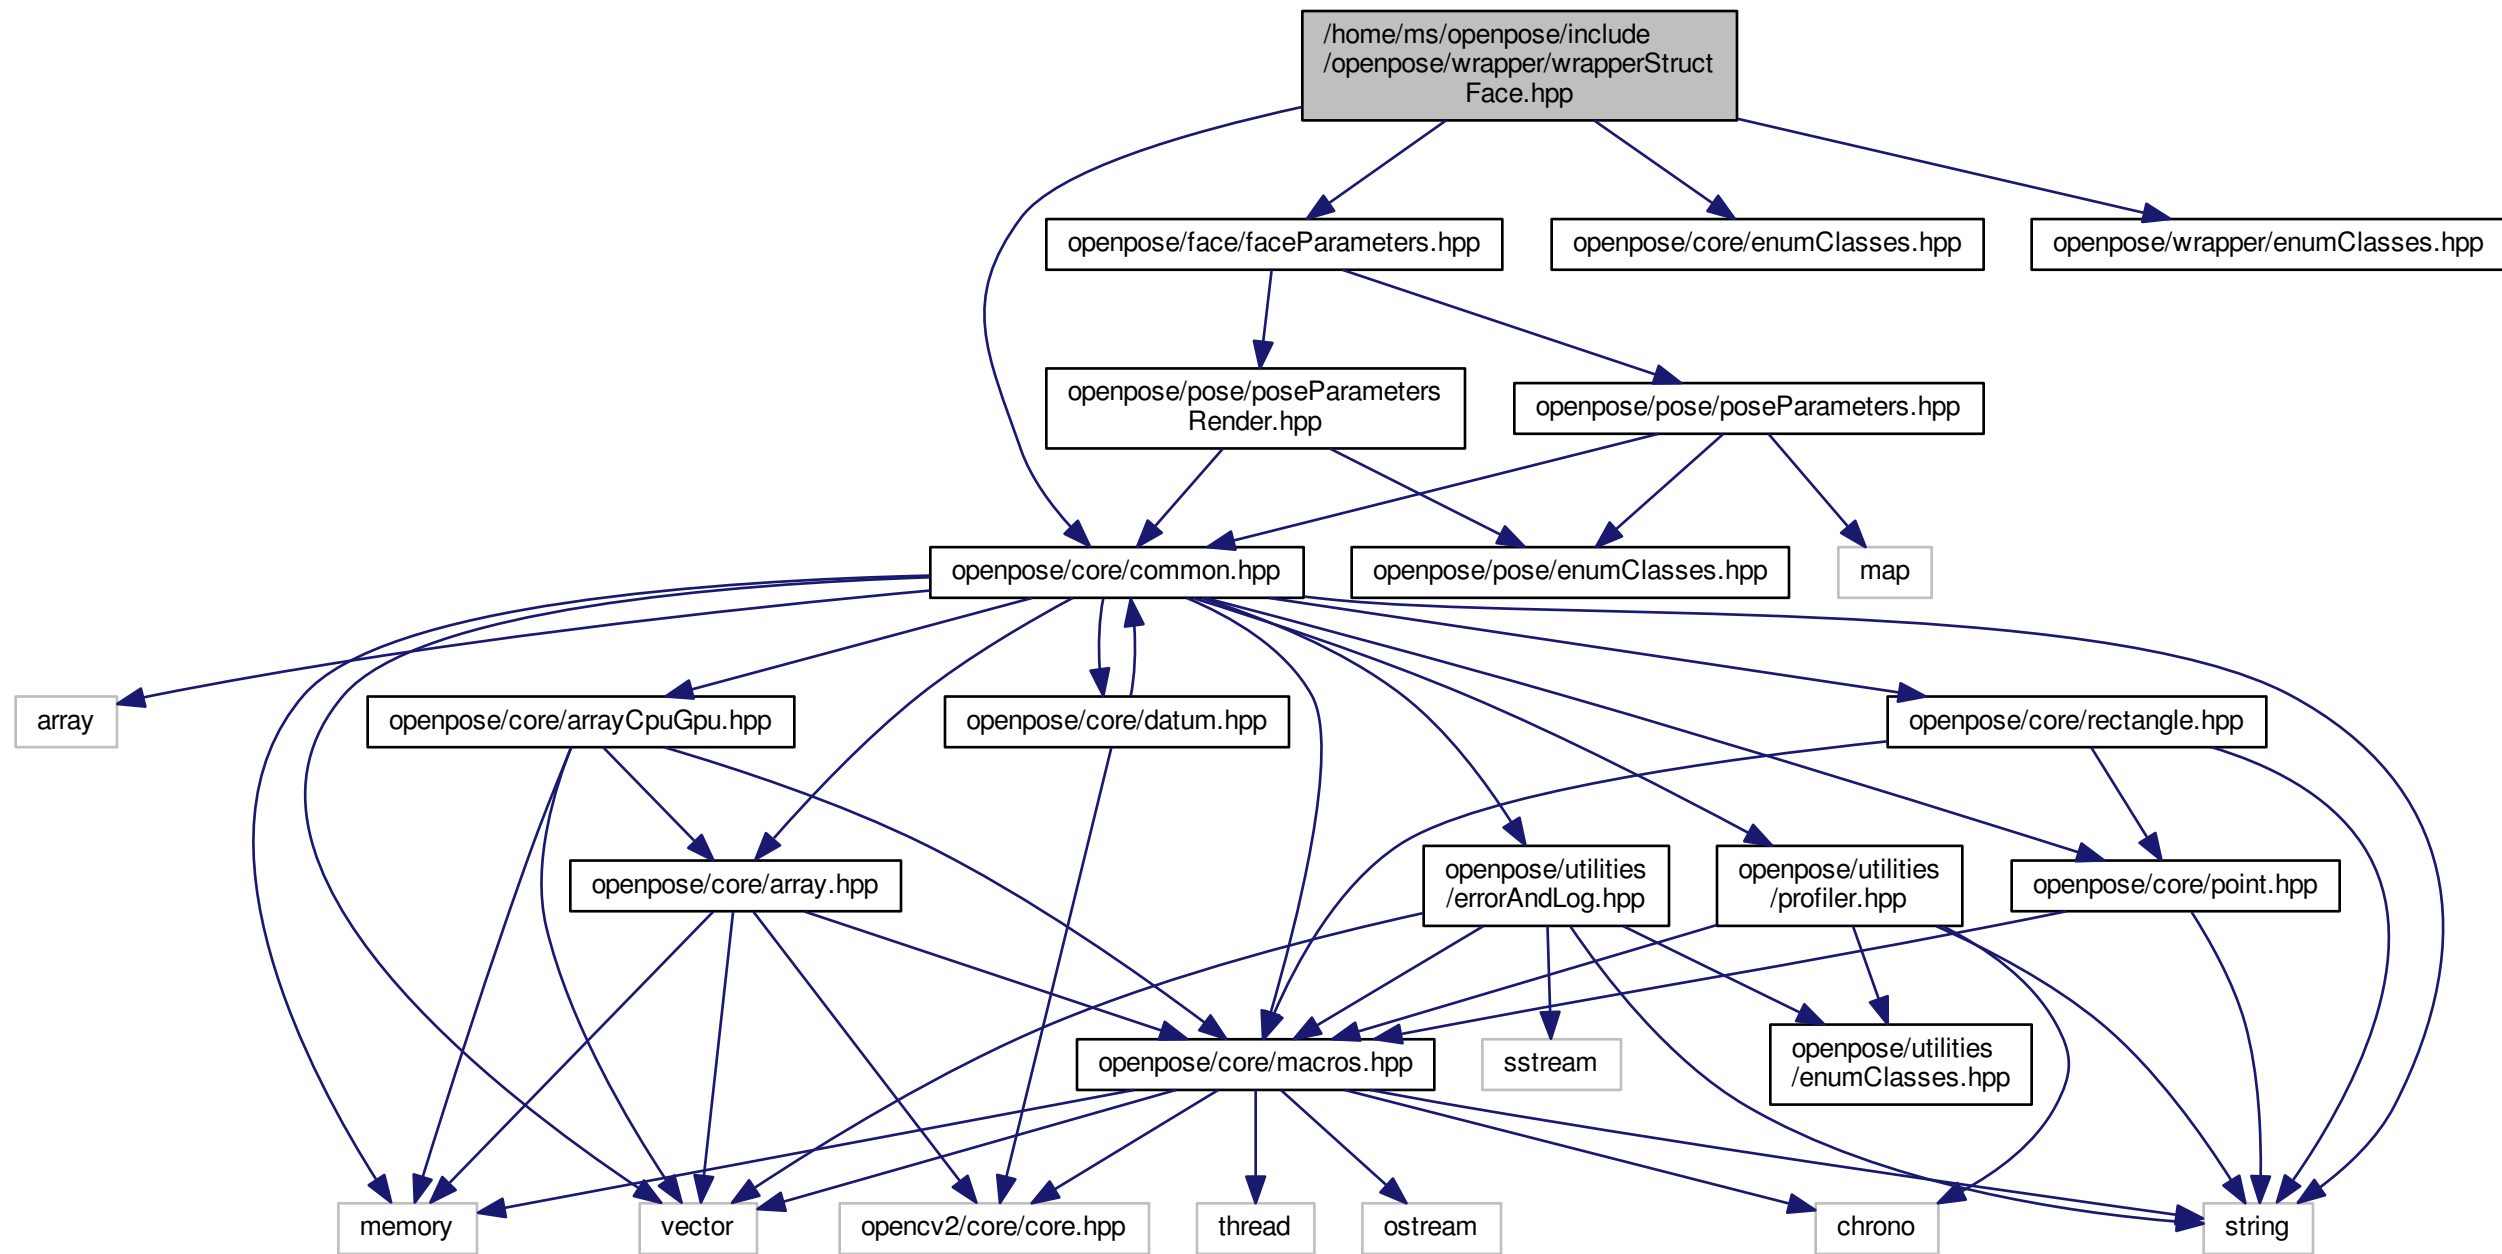 /home/ms/openpose/include
/openpose/wrapper/wrapperStruct
Face.hpp
openpose/face/faceParameters.hpp
openpose/core/enumClasses.hpp
openpose/wrapper/enumClasses.hpp
openpose/pose/poseParameters
Render.hpp
openpose/pose/poseParameters.hpp
openpose/core/common.hpp
openpose/pose/enumClasses.hpp
map
array
openpose/core/arrayCpuGpu.hpp
openpose/core/datum.hpp
openpose/core/rectangle.hpp
openpose/core/array.hpp
openpose/utilities
/errorAndLog.hpp
openpose/utilities
/profiler.hpp
openpose/core/point.hpp
openpose/core/macros.hpp
sstream
openpose/utilities
/enumClasses.hpp
memory
vector
opencv2/core/core.hpp
thread
ostream
chrono
string